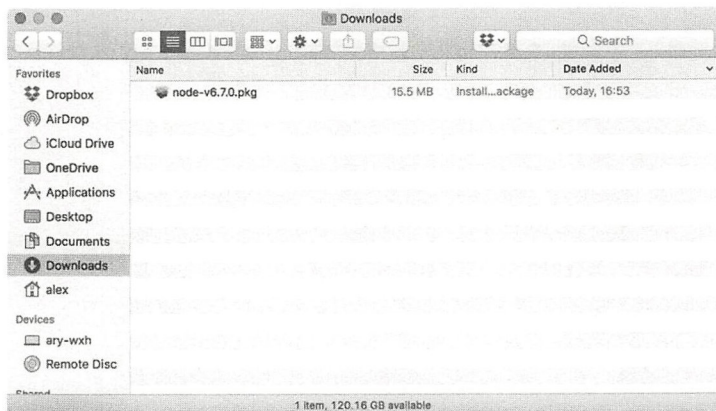 Downloads
Search
Favorites
Dropbox
AirDrop
iCloud Drive
OneDrive
Applications
Desktop
Documents
Downloads
alex
Devices
ary-wxh
Remote Disc
Shared
Name Size Kind Date Added
node-v6.7.0.pkg 15.5 MB Install...ackage Today, 16:53
1 item, 120.16 GB available